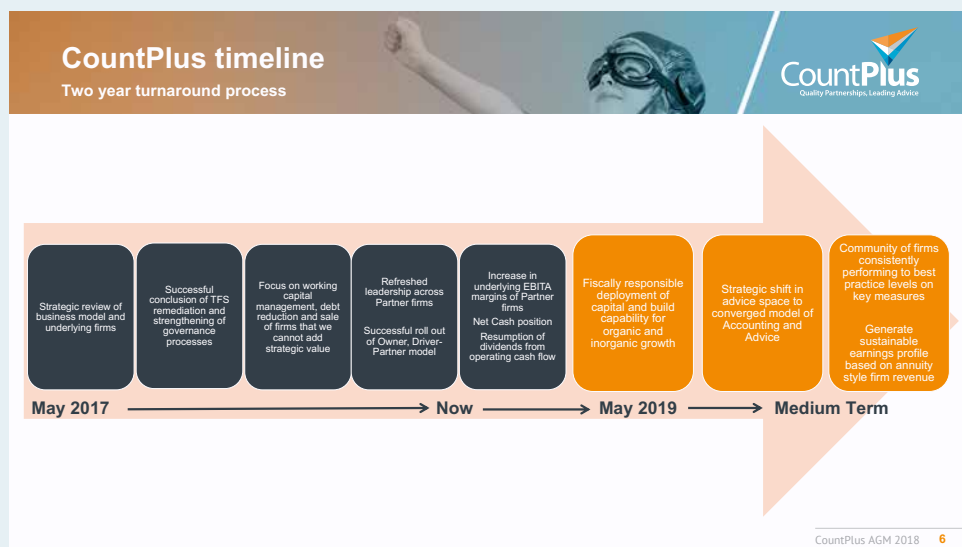 CountPlus timeline
Two year turnaround process
CountPlus
Quality Partnerships, Leading Advice
Strategic review of
business model and
underlying firms
Successful
conclusion of TFS
remediation and
strengthening of
governance
processes
Focus on working
capital
management, debt
reduction and sale
of firms that we
cannot add
strategic value
Refreshed
leadership across
Partner firms
Successful roll out
of Owner, Driver-
Partner model
Increase in
underlying EBITA
margins of Partner
firms
Net Cash position
Resumption of
dividends from
operating cash flow
Fiscally responsible
deployment of
capital and build
capability for
organic and
inorganic growth
Strategic shift in
advice space to
converged model of
Accounting and
Advice
Community of firms
consistently
performing to best
practice levels on
key measures
Generate
sustainable
earnings profile
based on annuity
style firm revenue
May 2017
Now
May 2019
Medium Term
CountPlus AGM 2018 6